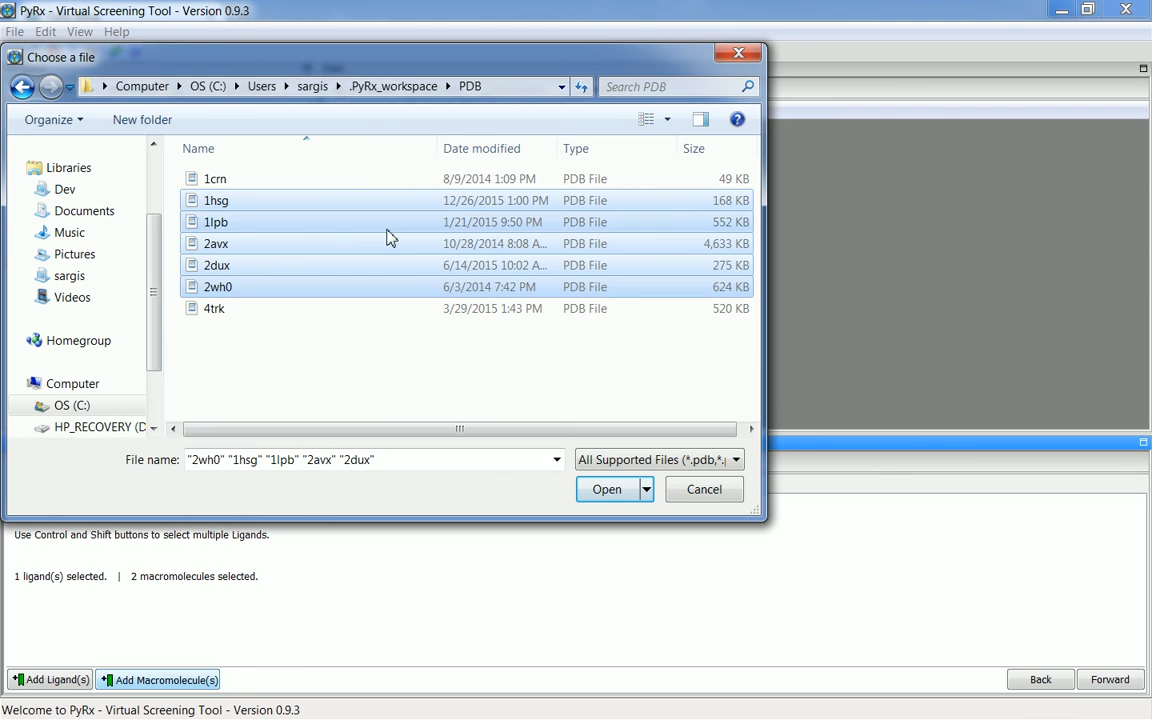 PyRx - Virtual Screening Tool - Version 0.9.3
File Edit View Help
Choose a file
Computer OS (C:) Users sargis .PyRx_workspace PDB
Search PDB
Organize New folder
Name Date modified Type Size
Libraries
Dev
Documents
Music
Pictures
sargis
Videos
Homegroup
Computer
OS (C:)
HP_RECOVERY (D
1crn 8/9/2014 1:09 PM PDB File 49 KB
1hsg 12/26/2015 1:00 PM PDB File 168 KB
1lpb 1/21/2015 9:50 PM PDB File 552 KB
2avx 10/28/2014 8:08 A... PDB File 4,633 KB
2dux 6/14/2015 10:02 A... PDB File 275 KB
2wh0 6/3/2014 7:42 PM PDB File 624 KB
4trk 3/29/2015 1:43 PM PDB File 520 KB
File name: "2wh0" "1hsg" "1lpb" "2avx" "2dux"
All Supported Files (*.pdb,*.
Open Cancel
Use Control and Shift buttons to select multiple Ligands.
1 ligand(s) selected. | 2 macromolecules selected.
Add Ligand(s) Add Macromolecule(s) Back Forward
Welcome to PyRx - Virtual Screening Tool - Version 0.9.3